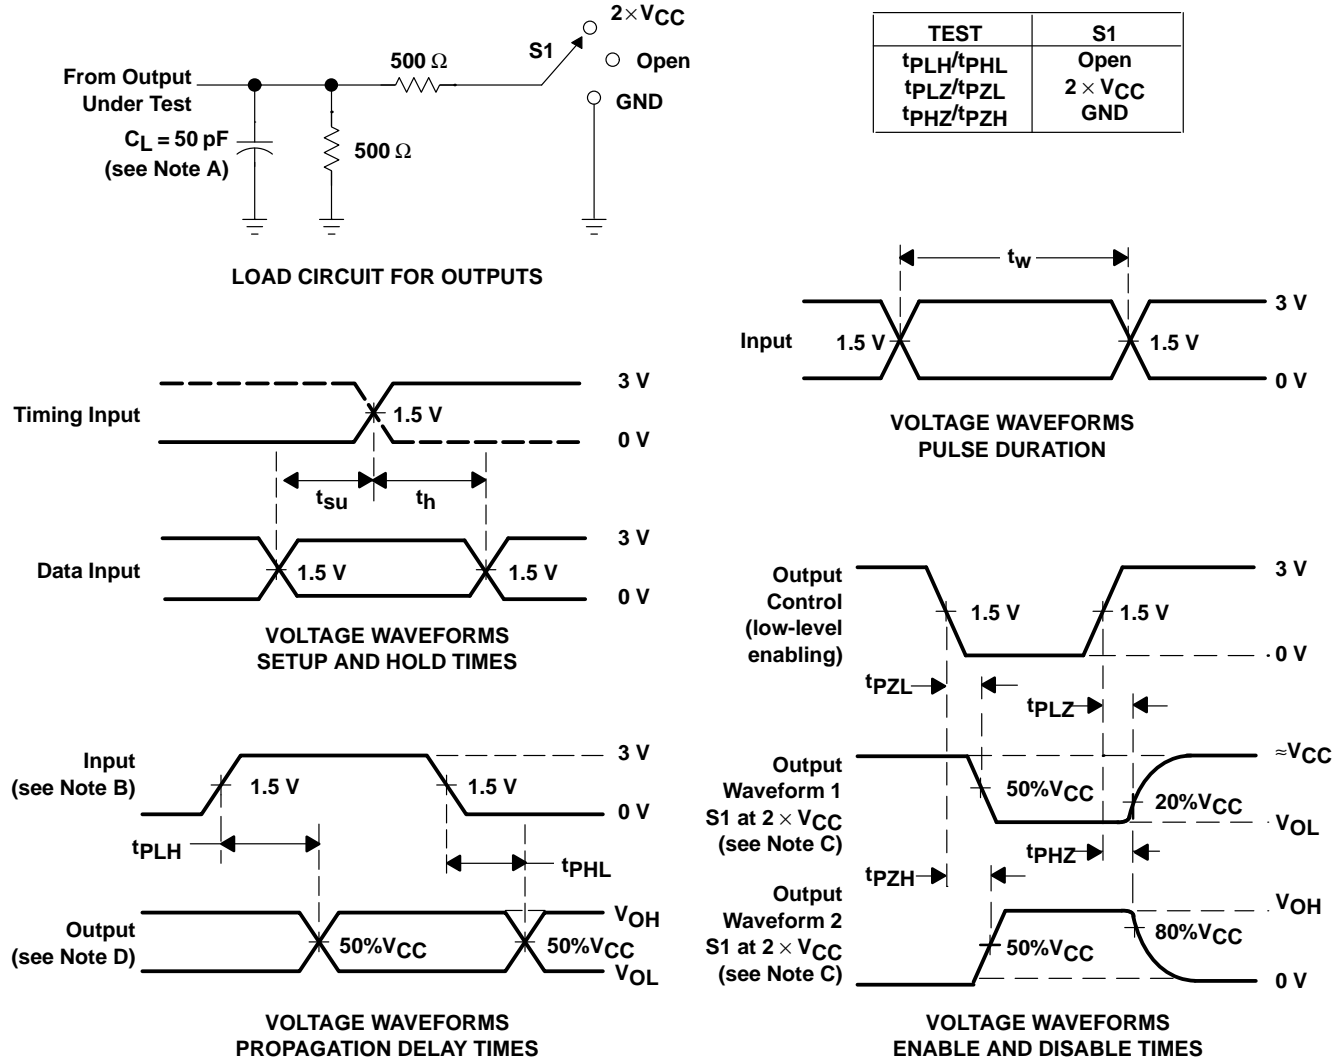 2 × VCC
S1
500 Ω
Open
From Output
Under Test
GND
CL = 50 pF
(see Note A)
500 Ω
LOAD CIRCUIT FOR OUTPUTS
TEST S1
tPLH/tPHL Open
tPLZ/tPZL 2 × VCC
tPHZ/tPZH GND
tw
3 V
Input
1.5 V
1.5 V
0 V
VOLTAGE WAVEFORMS
PULSE DURATION
3 V
Timing Input
1.5 V
0 V
tsu
th
3 V
Data Input
1.5 V
1.5 V
0 V
VOLTAGE WAVEFORMS
SETUP AND HOLD TIMES
Input
(see Note B)
3 V
1.5 V
1.5 V
0 V
tPLH
tPHL
Output
(see Note D)
VOH
50%VCC
50%VCC
VOL
VOLTAGE WAVEFORMS
PROPAGATION DELAY TIMES
Output
Control
(low-level
enabling)
3 V
1.5 V
1.5 V
0 V
tPZL
tPLZ
Output
Waveform 1
S1 at 2 × VCC
(see Note C)
≈VCC
50%VCC
20%VCC
VOL
tPHZ
tPZH
Output
Waveform 2
S1 at 2 × VCC
(see Note C)
VOH
50%VCC
80%VCC
0 V
VOLTAGE WAVEFORMS
ENABLE AND DISABLE TIMES